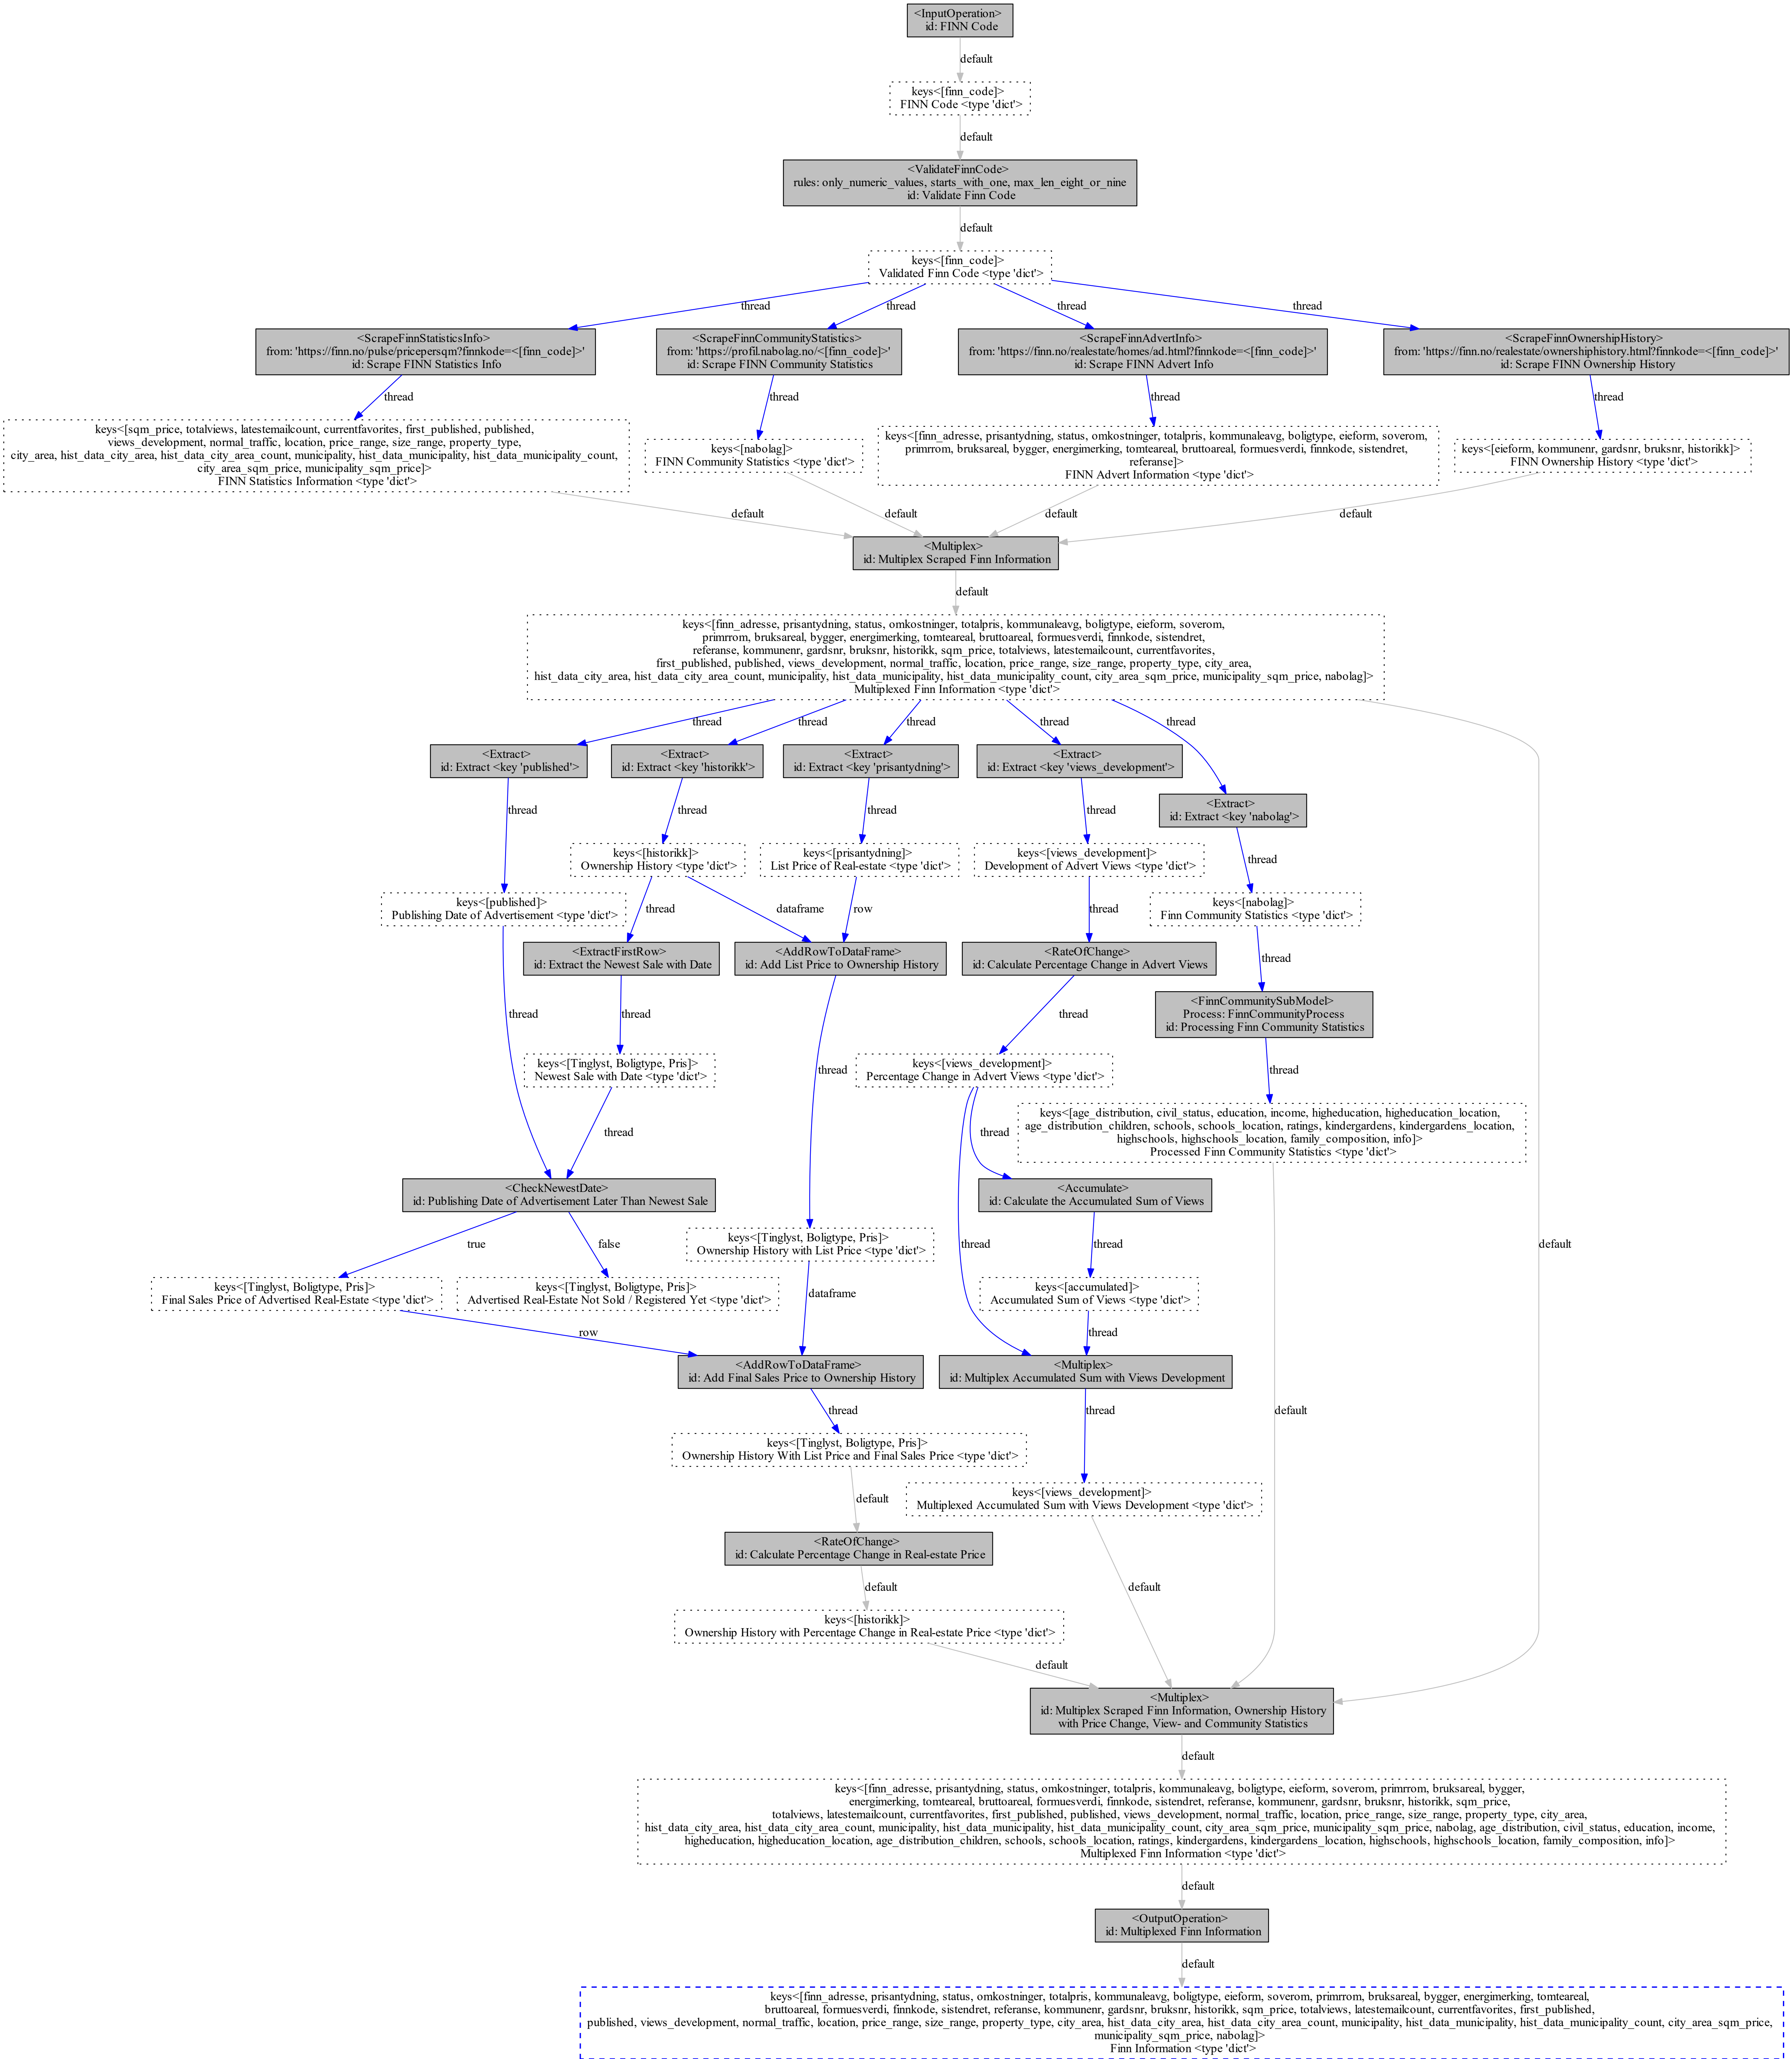 <InputOperation>
id: FINN Code
default
keys<[finn_code]>
FINN Code <type 'dict'>
default
<ValidateFinnCode>
rules: only_numeric_values, starts_with_one, max_len_eight_or_nine
id: Validate Finn Code
default
keys<[finn_code]>
Validated Finn Code <type 'dict'>
thread
thread
thread
thread
<ScrapeFinnStatisticsInfo>
from: 'https://finn.no/pulse/pricepersqm?finnkode=<[finn_code]>'
id: Scrape FINN Statistics Info
<ScrapeFinnCommunityStatistics>
from: 'https://profil.nabolag.no/<[finn_code]>'
id: Scrape FINN Community Statistics
<ScrapeFinnAdvertInfo>
from: 'https://finn.no/realestate/homes/ad.html?finnkode=<[finn_code]>'
id: Scrape FINN Advert Info
<ScrapeFinnOwnershipHistory>
from: 'https://finn.no/realestate/ownershiphistory.html?finnkode=<[finn_code]>'
id: Scrape FINN Ownership History
thread
thread
thread
thread
keys<[sqm_price, totalviews, latestemailcount, currentfavorites, first_published, published,
views_development, normal_traffic, location, price_range, size_range, property_type,
city_area, hist_data_city_area, hist_data_city_area_count, municipality, hist_data_municipality, hist_data_municipality_count,
city_area_sqm_price, municipality_sqm_price]>
FINN Statistics Information <type 'dict'>
keys<[nabolag]>
FINN Community Statistics <type 'dict'>
keys<[finn_adresse, prisantydning, status, omkostninger, totalpris, kommunaleavg, boligtype, eieform, soverom,
primrrom, bruksareal, bygger, energimerking, tomteareal, bruttoareal, formuesverdi, finnkode, sistendret,
referanse]>
FINN Advert Information <type 'dict'>
keys<[eieform, kommunenr, gardsnr, bruksnr, historikk]>
FINN Ownership History <type 'dict'>
default
default
default
default
<Multiplex>
id: Multiplex Scraped Finn Information
default
keys<[finn_adresse, prisantydning, status, omkostninger, totalpris, kommunaleavg, boligtype, eieform, soverom,
primrrom, bruksareal, bygger, energimerking, tomteareal, bruttoareal, formuesverdi, finnkode, sistendret,
referanse, kommunenr, gardsnr, bruksnr, historikk, sqm_price, totalviews, latestemailcount, currentfavorites,
first_published, published, views_development, normal_traffic, location, price_range, size_range, property_type, city_area,
hist_data_city_area, hist_data_city_area_count, municipality, hist_data_municipality, hist_data_municipality_count, city_area_sqm_price, municipality_sqm_price, nabolag]>
Multiplexed Finn Information <type 'dict'>
thread
thread
thread
thread
thread
<Extract>
id: Extract <key 'published'>
<Extract>
id: Extract <key 'historikk'>
<Extract>
id: Extract <key 'prisantydning'>
<Extract>
id: Extract <key 'views_development'>
<Extract>
id: Extract <key 'nabolag'>
thread
thread
thread
thread
thread
keys<[historikk]>
Ownership History <type 'dict'>
keys<[prisantydning]>
List Price of Real-estate <type 'dict'>
keys<[views_development]>
Development of Advert Views <type 'dict'>
keys<[published]>
Publishing Date of Advertisement <type 'dict'>
keys<[nabolag]>
Finn Community Statistics <type 'dict'>
thread
dataframe
row
thread
<ExtractFirstRow>
id: Extract the Newest Sale with Date
<AddRowToDataFrame>
id: Add List Price to Ownership History
<RateOfChange>
id: Calculate Percentage Change in Advert Views
thread
<FinnCommunitySubModel>
Process: FinnCommunityProcess
id: Processing Finn Community Statistics
thread
thread
thread
keys<[Tinglyst, Boligtype, Pris]>
Newest Sale with Date <type 'dict'>
thread
keys<[views_development]>
Percentage Change in Advert Views <type 'dict'>
thread
keys<[age_distribution, civil_status, education, income, higheducation, higheducation_location,
age_distribution_children, schools, schools_location, ratings, kindergardens, kindergardens_location,
highschools, highschools_location, family_composition, info]>
Processed Finn Community Statistics <type 'dict'>
thread
thread
<CheckNewestDate>
id: Publishing Date of Advertisement Later Than Newest Sale
<Accumulate>
id: Calculate the Accumulated Sum of Views
true
false
keys<[Tinglyst, Boligtype, Pris]>
Ownership History with List Price <type 'dict'>
thread
thread
default
keys<[Tinglyst, Boligtype, Pris]>
Final Sales Price of Advertised Real-Estate <type 'dict'>
keys<[Tinglyst, Boligtype, Pris]>
Advertised Real-Estate Not Sold / Registered Yet <type 'dict'>
keys<[accumulated]>
Accumulated Sum of Views <type 'dict'>
dataframe
row
thread
<AddRowToDataFrame>
id: Add Final Sales Price to Ownership History
<Multiplex>
id: Multiplex Accumulated Sum with Views Development
thread
thread
default
keys<[Tinglyst, Boligtype, Pris]>
Ownership History With List Price and Final Sales Price <type 'dict'>
keys<[views_development]>
Multiplexed Accumulated Sum with Views Development <type 'dict'>
default
<RateOfChange>
id: Calculate Percentage Change in Real-estate Price
default
default
keys<[historikk]>
Ownership History with Percentage Change in Real-estate Price <type 'dict'>
default
<Multiplex>
id: Multiplex Scraped Finn Information, Ownership History
with Price Change, View- and Community Statistics
default
keys<[finn_adresse, prisantydning, status, omkostninger, totalpris, kommunaleavg, boligtype, eieform, soverom, primrrom, bruksareal, bygger,
energimerking, tomteareal, bruttoareal, formuesverdi, finnkode, sistendret, referanse, kommunenr, gardsnr, bruksnr, historikk, sqm_price,
totalviews, latestemailcount, currentfavorites, first_published, published, views_development, normal_traffic, location, price_range, size_range, property_type, city_area,
hist_data_city_area, hist_data_city_area_count, municipality, hist_data_municipality, hist_data_municipality_count, city_area_sqm_price, municipality_sqm_price, nabolag, age_distribution, civil_status, education, income,
higheducation, higheducation_location, age_distribution_children, schools, schools_location, ratings, kindergardens, kindergardens_location, highschools, highschools_location, family_composition, info]>
Multiplexed Finn Information <type 'dict'>
default
<OutputOperation>
id: Multiplexed Finn Information
default
keys<[finn_adresse, prisantydning, status, omkostninger, totalpris, kommunaleavg, boligtype, eieform, soverom, primrrom, bruksareal, bygger, energimerking, tomteareal,
bruttoareal, formuesverdi, finnkode, sistendret, referanse, kommunenr, gardsnr, bruksnr, historikk, sqm_price, totalviews, latestemailcount, currentfavorites, first_published,
published, views_development, normal_traffic, location, price_range, size_range, property_type, city_area, hist_data_city_area, hist_data_city_area_count, municipality, hist_data_municipality, hist_data_municipality_count, city_area_sqm_price,
municipality_sqm_price, nabolag]>
Finn Information <type 'dict'>